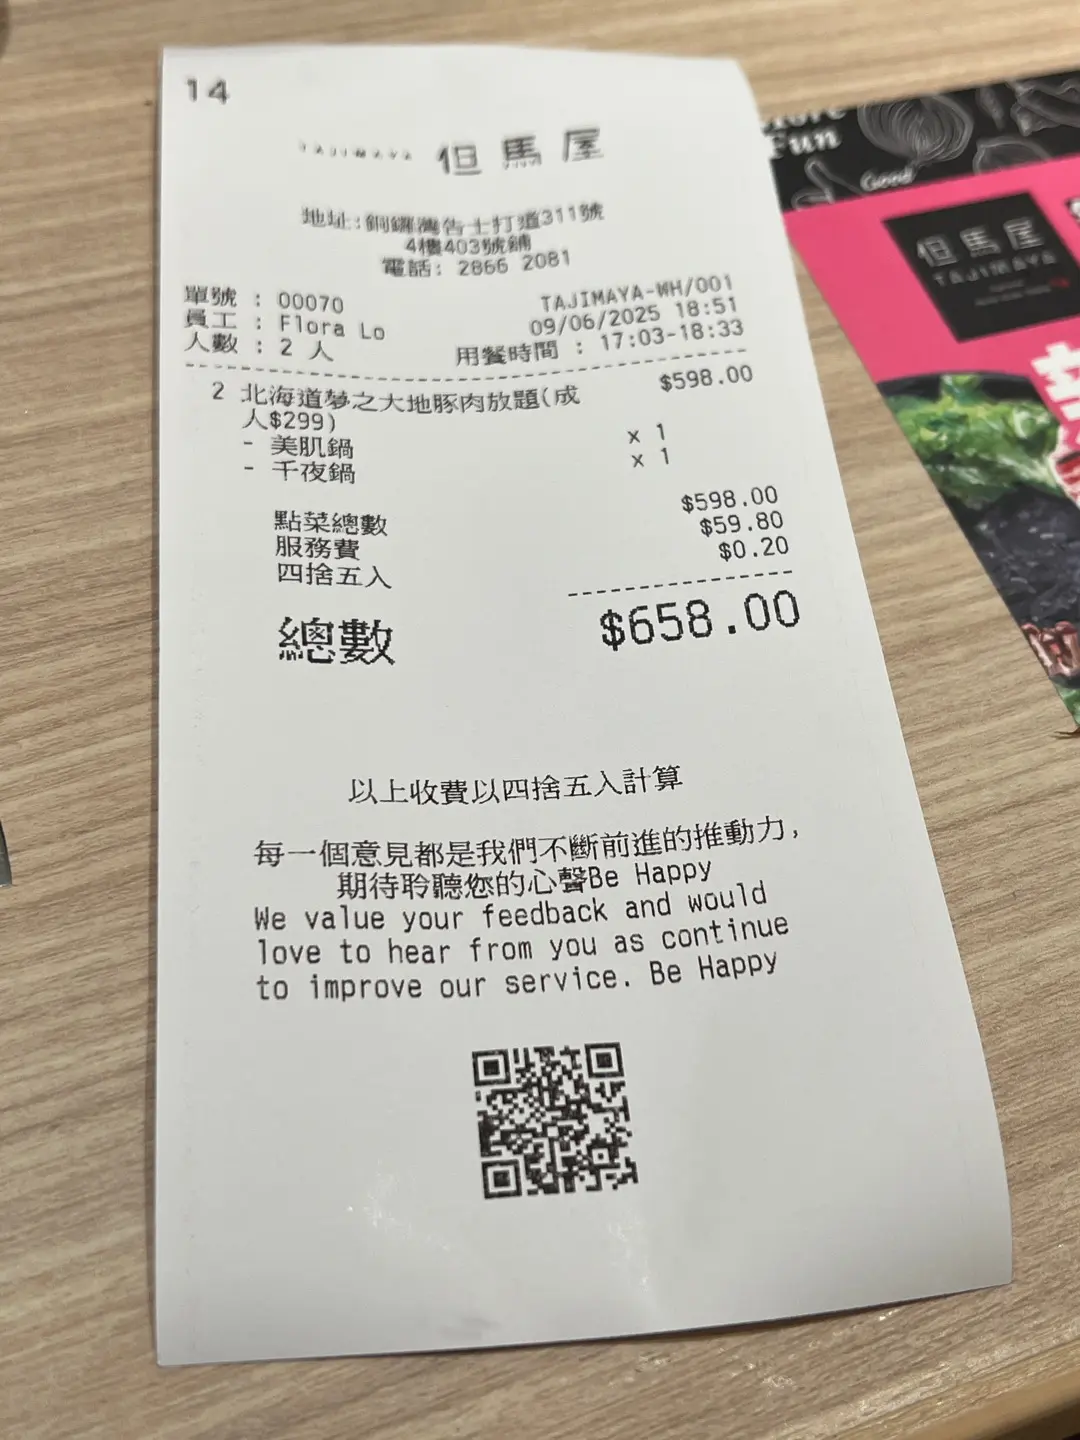 14
TAJIMAYA 但馬屋
地址:銅鑼灣告士打道311號
4樓403號舖
電話: 2866 2081
單號 : 00070
TAJIMAYA-WH/001
員工 : Flora Lo
09/06/2025 18:51
人數 : 2 人
用餐時間 : 17:03-18:33
2 北海道夢之大地豚肉放題(成 $598.00
人$299)
- 美肌鍋 x 1
- 千夜鍋 x 1
點菜總數 $598.00
服務費 $59.80
四捨五入 $0.20
總數 $658.00
以上收費以四捨五入計算
每一個意見都是我們不斷前進的推動力,
期待聆聽您的心聲Be Happy
We value your feedback and would
love to hear from you as continue
to improve our service. Be Happy
Fun
Good
但馬屋
TAJIMAYA